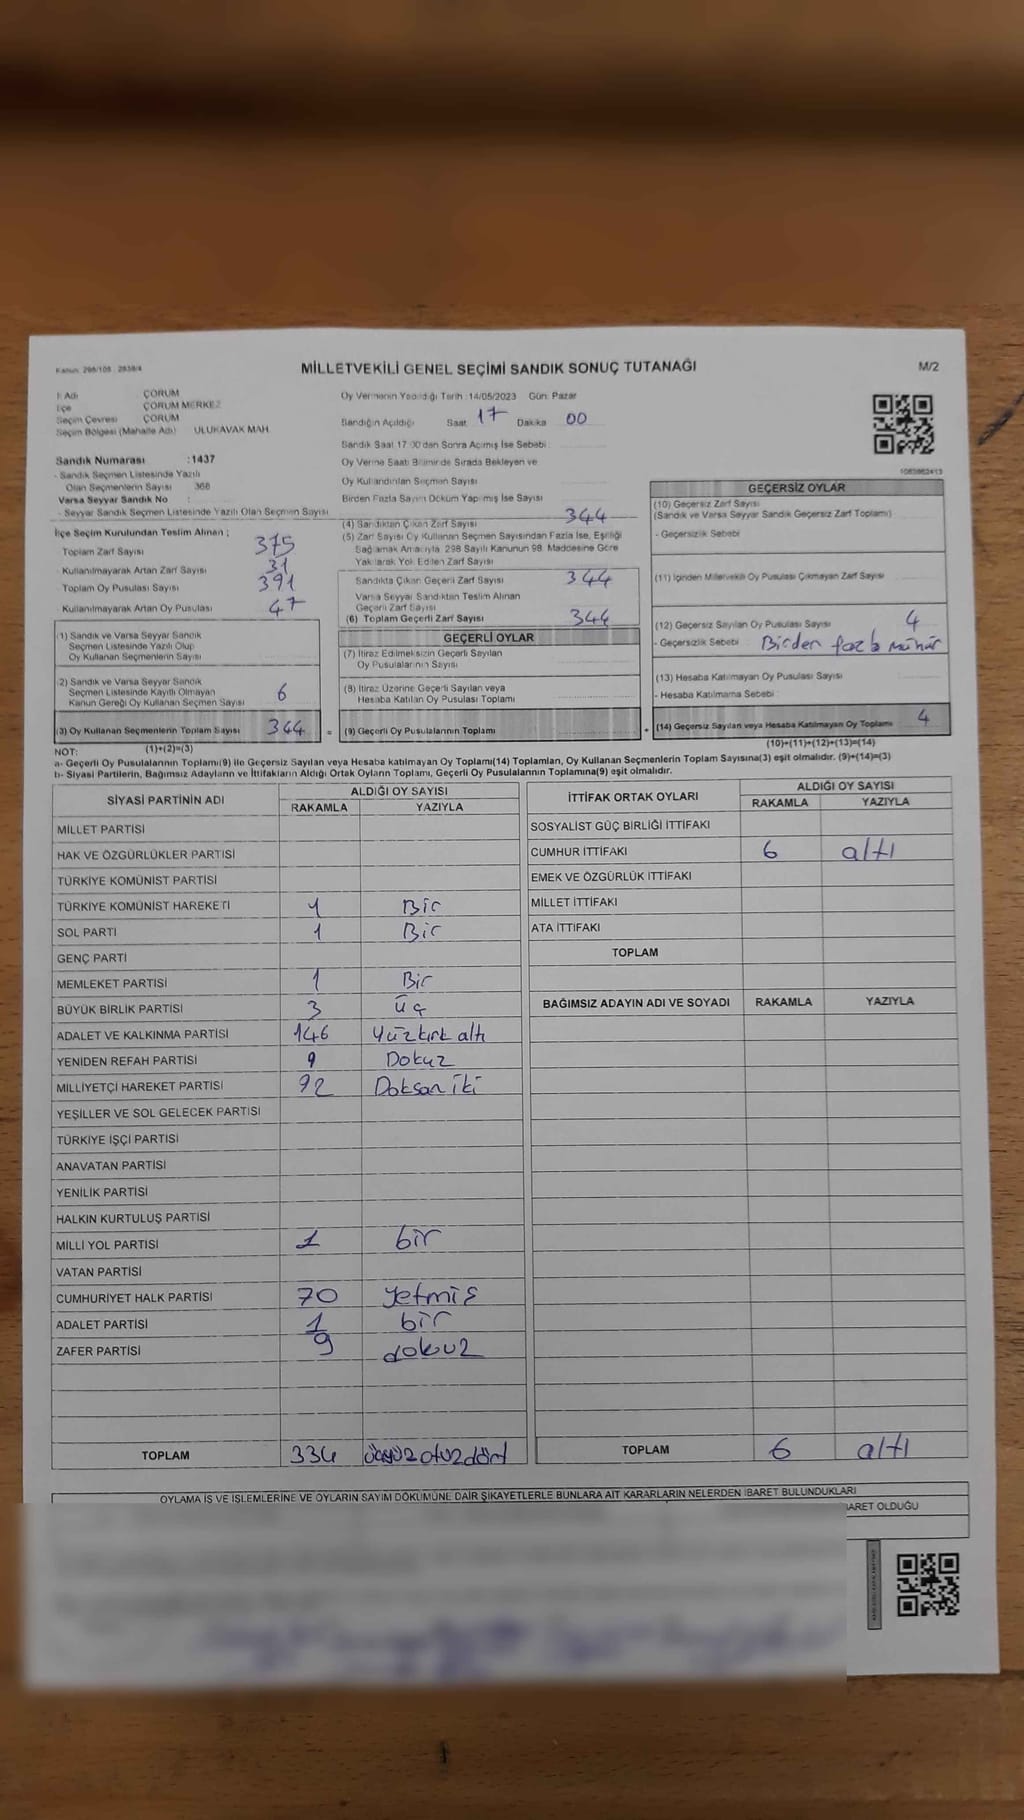 MİLLETVEKİLİ GENEL SEÇİMİ SANDIK SONUÇ TUTANAĞI
M/2
İl Adı ÇORUM
İlçe ÇORUM MERKEZ
Seçim Çevresi ÇORUM
Seçim Bölgesi (Mahalle Adı) ULUKAVAK MAH.
Sandık Numarası :1437
- Sandık Seçmen Listesinde Yazılı
Olan Seçmenlerin Sayısı 368
Varsa Seyyar Sandık No :
- Seyyar Sandık Seçmen Listesinde Yazılı Olan Seçmen Sayısı
İlçe Seçim Kurulundan Teslim Alınan ;
Toplam Zarf Sayısı 375
- Kullanılmayarak Artan Zarf Sayısı 31
Toplam Oy Pusulası Sayısı 391
- Kullanılmayarak Artan Oy Pusulası 47
(1) Sandık ve Varsa Seyyar Sandık
Seçmen Listesinde Yazılı Olup
Oy Kullanan Seçmenlerin Sayısı
(2) Sandık ve Varsa Seyyar Sandık
Seçmen Listesinde Kayıtlı Olmayan
Kanun Gereği Oy Kullanan Seçmen Sayısı 6
(3) Oy Kullanan Seçmenlerin Toplam Sayısı 344 =
(1)+(2)=(3)
Oy Vermenin Yapıldığı Tarih :14/05/2023 Gün: Pazar
Sandığın Açıldığı Saat 17 Dakika 00
Sandık Saat 17:00'den Sonra Açılmış İse Sebebi :
Oy Verme Saati Bitiminde Sırada Bekleyen ve
Oy Kullandırılan Seçmen Sayısı
Birden Fazla Sayım Döküm Yapılmış İse Sayısı
(4) Sandıktan Çıkan Zarf Sayısı 344
(5) Zarf Sayısı Oy Kullanan Seçmen Sayısından Fazla İse, Eşitliği
Sağlamak Amacıyla, 298 Sayılı Kanunun 98. Maddesine Göre
Yakılarak Yok Edilen Zarf Sayısı
Sandıkta Çıkan Geçerli Zarf Sayısı 344
Varsa Seyyar Sandıktan Teslim Alınan
Geçerli Zarf Sayısı
(6) Toplam Geçerli Zarf Sayısı 344
GEÇERLİ OYLAR
(7) İtiraz Edilmeksizin Geçerli Sayılan
Oy Pusulalarının Sayısı
(8) İtiraz Üzerine Geçerli Sayılan veya
Hesaba Katılan Oy Pusulası Toplamı
(9) Geçerli Oy Pusulalarının Toplamı +
GEÇERSİZ OYLAR
(10) Geçersiz Zarf Sayısı
(Sandık ve Varsa Seyyar Sandık Geçersiz Zarf Toplamı)
- Geçersizlik Sebebi
(11) İçinden Milletvekili Oy Pusulası Çıkmayan Zarf Sayısı
(12) Geçersiz Sayılan Oy Pusulası Sayısı 4
- Geçersizlik Sebebi Birden fazla mühür
(13) Hesaba Katılmayan Oy Pusulası Sayısı
- Hesaba Katılmama Sebebi :
(14) Geçersiz Sayılan veya Hesaba Katılmayan Oy Toplamı 4
(10)+(11)+(12)+(13)=(14)
NOT:
a- Geçerli Oy Pusulalarının Toplamı(9) ile Geçersiz Sayılan veya Hesaba katılmayan Oy Toplamı(14) Toplamları, Oy Kullanan Seçmenlerin Toplam Sayısına(3) eşit olmalıdır. (9)+(14)=(3)
b- Siyasi Partilerin, Bağımsız Adayların ve İttifakların Aldığı Ortak Oyların Toplamı, Geçerli Oy Pusulalarının Toplamına(9) eşit olmalıdır.
SİYASİ PARTİNİN ADI ALDIĞI OY SAYISI
RAKAMLA YAZIYLA
MİLLET PARTİSİ
HAK VE ÖZGÜRLÜKLER PARTİSİ
TÜRKİYE KOMÜNİST PARTİSİ
TÜRKİYE KOMÜNİST HAREKETİ 1 Bir
SOL PARTİ 1 Bir
GENÇ PARTİ
MEMLEKET PARTİSİ 1 Bir
BÜYÜK BİRLİK PARTİSİ 3 üç
ADALET VE KALKINMA PARTİSİ 146 Yüzkırk altı
YENİDEN REFAH PARTİSİ 9 Dokuz
MİLLİYETÇİ HAREKET PARTİSİ 92 Doksan iki
YEŞİLLER VE SOL GELECEK PARTİSİ
TÜRKİYE İŞÇİ PARTİSİ
ANAVATAN PARTİSİ
YENİLİK PARTİSİ
HALKIN KURTULUŞ PARTİSİ
MİLLİ YOL PARTİSİ 1 bir
VATAN PARTİSİ
CUMHURİYET HALK PARTİSİ 70 yetmiş
ADALET PARTİSİ 1 bir
ZAFER PARTİSİ 9 dokuz
TOPLAM 334 üçyüz otuz dört
İTTİFAK ORTAK OYLARI ALDIĞI OY SAYISI
RAKAMLA YAZIYLA
SOSYALİST GÜÇ BİRLİĞİ İTTİFAKI
CUMHUR İTTİFAKI 6 altı
EMEK VE ÖZGÜRLÜK İTTİFAKI
MİLLET İTTİFAKI
ATA İTTİFAKI
TOPLAM
BAĞIMSIZ ADAYIN ADI VE SOYADI RAKAMLA YAZIYLA
TOPLAM 6 altı
OYLAMA İŞ VE İŞLEMLERİNE VE OYLARIN SAYIM DÖKÜMÜNE DAİR ŞİKAYETLERLE BUNLARA AİT KARARLARIN NELERDEN İBARET BULUNDUKLARI
İBARET OLDUĞU